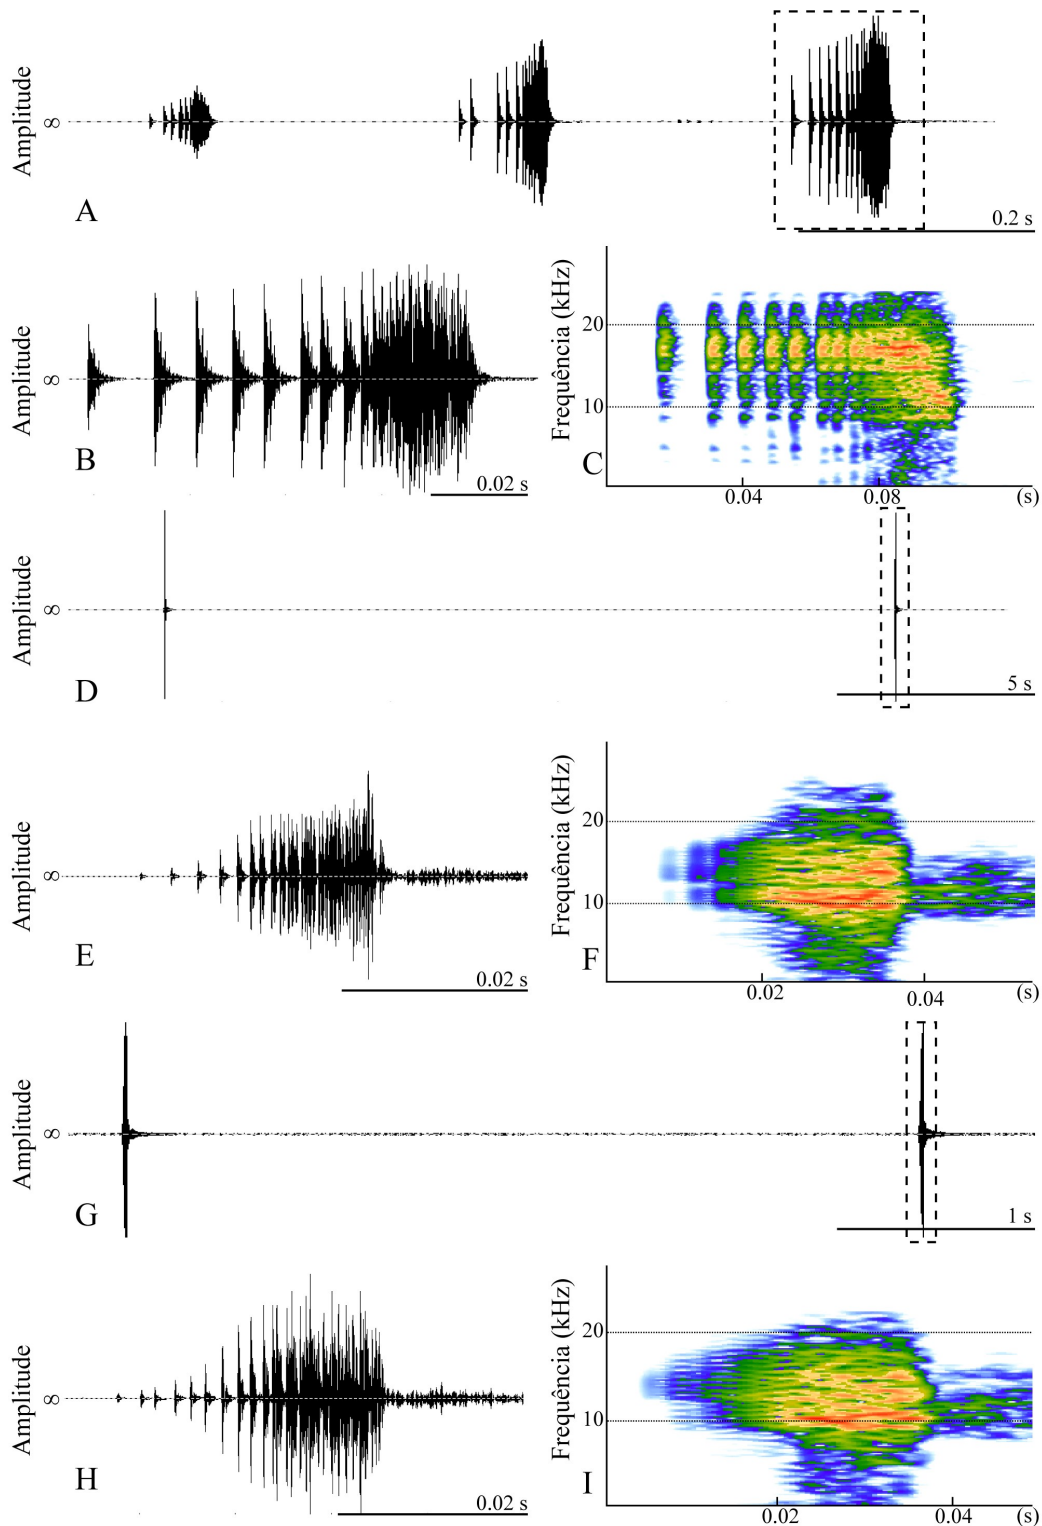 Amplitude
∞
A
0.2 s
Amplitude
∞
B
0.02 s
Frequência (kHz)
20
10
C
0.04
0.08
(s)
Amplitude
∞
D
5 s
Amplitude
∞
E
0.02 s
Frequência (kHz)
20
10
F
0.02
0.04
(s)
Amplitude
∞
G
1 s
Amplitude
∞
H
0.02 s
Frequência (kHz)
20
10
I
0.02
0.04
(s)